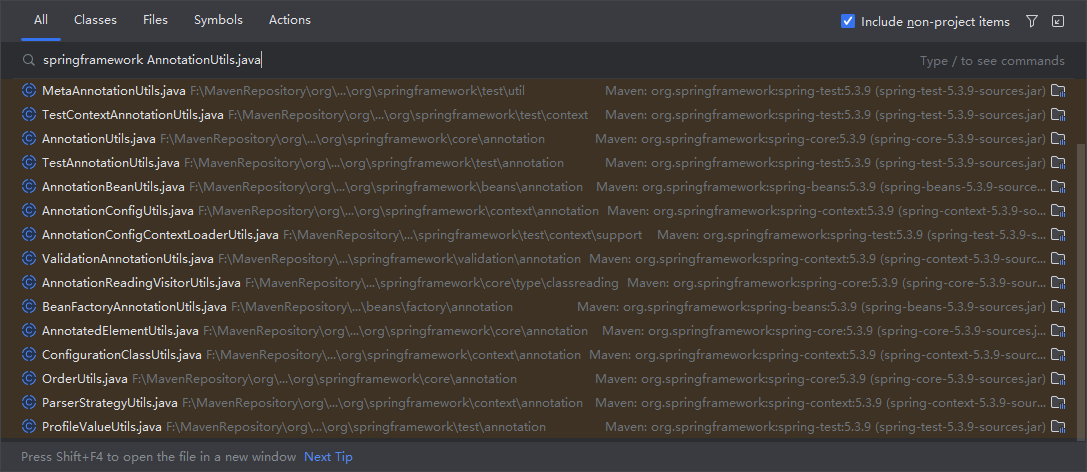 All Classes Files Symbols Actions Include non-project items
springframework AnnotationUtils.java Type / to see commands
MetaAnnotationUtils.java F:\MavenRepository\org\...\org\springframework\test\util Maven: org.springframework:spring-test:5.3.9 (spring-test-5.3.9-sources.jar)
TestContextAnnotationUtils.java F:\MavenRepository\...\org\springframework\test\context Maven: org.springframework:spring-test:5.3.9 (spring-test-5.3.9-sources.jar)
AnnotationUtils.java F:\MavenRepository\org\...\org\springframework\core\annotation Maven: org.springframework:spring-core:5.3.9 (spring-core-5.3.9-sources.jar)
TestAnnotationUtils.java F:\MavenRepository\org\...\org\springframework\test\annotation Maven: org.springframework:spring-test:5.3.9 (spring-test-5.3.9-sources.jar)
AnnotationBeanUtils.java F:\MavenRepository\org\...\org\springframework\beans\annotation Maven: org.springframework:spring-beans:5.3.9 (spring-beans-5.3.9-source...
AnnotationConfigUtils.java F:\MavenRepository\org\...\org\springframework\context\annotation Maven: org.springframework:spring-context:5.3.9 (spring-context-5.3.9-so...
AnnotationConfigContextLoaderUtils.java F:\MavenRepository\...\springframework\test\context\support Maven: org.springframework:spring-test:5.3.9 (spring-test-5.3.9-s...
ValidationAnnotationUtils.java F:\MavenRepository\...\springframework\validation\annotation Maven: org.springframework:spring-context:5.3.9 (spring-context-5.3.9-sourc...
AnnotationReadingVisitorUtils.java F:\MavenRepository\...\core\type\classreading Maven: org.springframework:spring-core:5.3.9 (spring-core-5.3.9-sources.jar)
BeanFactoryAnnotationUtils.java F:\MavenRepository\...\beans\factory\annotation Maven: org.springframework:spring-beans:5.3.9 (spring-beans-5.3.9-sources.jar)
AnnotatedElementUtils.java F:\MavenRepository\org\...\org\springframework\core\annotation Maven: org.springframework:spring-core:5.3.9 (spring-core-5.3.9-sources.j...
ConfigurationClassUtils.java F:\MavenRepository\...\org\springframework\context\annotation Maven: org.springframework:spring-context:5.3.9 (spring-context-5.3.9-sourc...
OrderUtils.java F:\MavenRepository\org\...\org\springframework\core\annotation Maven: org.springframework:spring-core:5.3.9 (spring-core-5.3.9-sources.jar)
ParserStrategyUtils.java F:\MavenRepository\org\...\org\springframework\context\annotation Maven: org.springframework:spring-context:5.3.9 (spring-context-5.3.9-sour...
ProfileValueUtils.java F:\MavenRepository\org\...\org\springframework\test\annotation Maven: org.springframework:spring-test:5.3.9 (spring-test-5.3.9-sources.jar)
Press Shift+F4 to open the file in a new window Next Tip